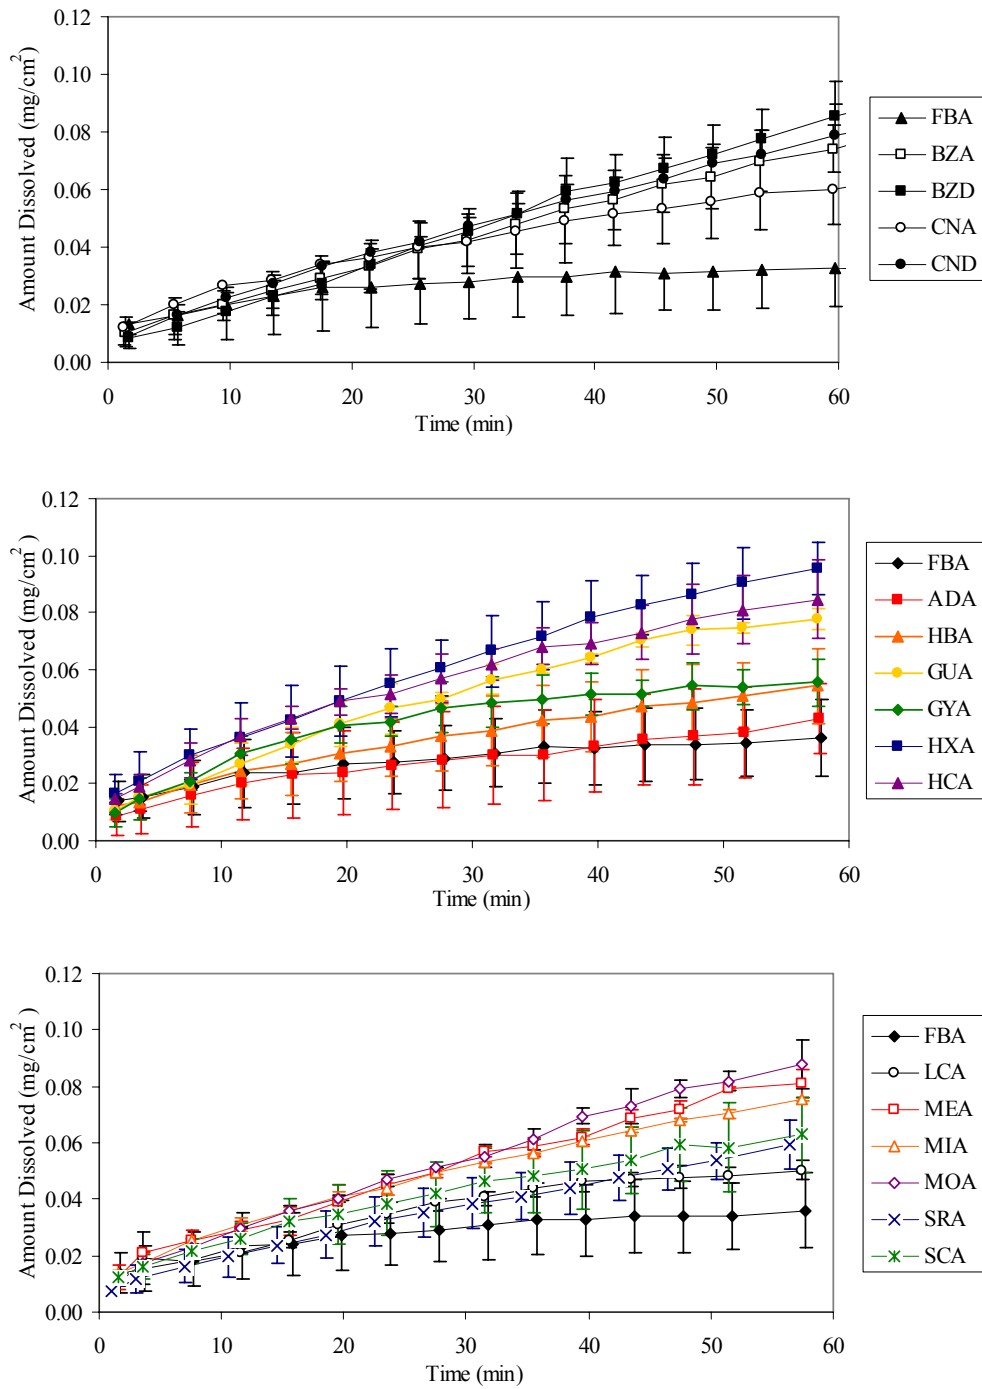 0.12
0.10
0.08
0.06
0.04
0.02
0.00
Amount Dissolved (mg/cm²)
0 10 20 30 40 50 60
Time (min)
FBA
BZA
BZD
CNA
CND
0.12
0.10
0.08
0.06
0.04
0.02
0.00
Amount Dissolved (mg/cm²)
0 10 20 30 40 50 60
Time (min)
FBA
ADA
HBA
GUA
GYA
HXA
HCA
0.12
0.10
0.08
0.06
0.04
0.02
0.00
Amount Dissolved (mg/cm²)
0 10 20 30 40 50 60
Time (min)
FBA
LCA
MEA
MIA
MOA
SRA
SCA